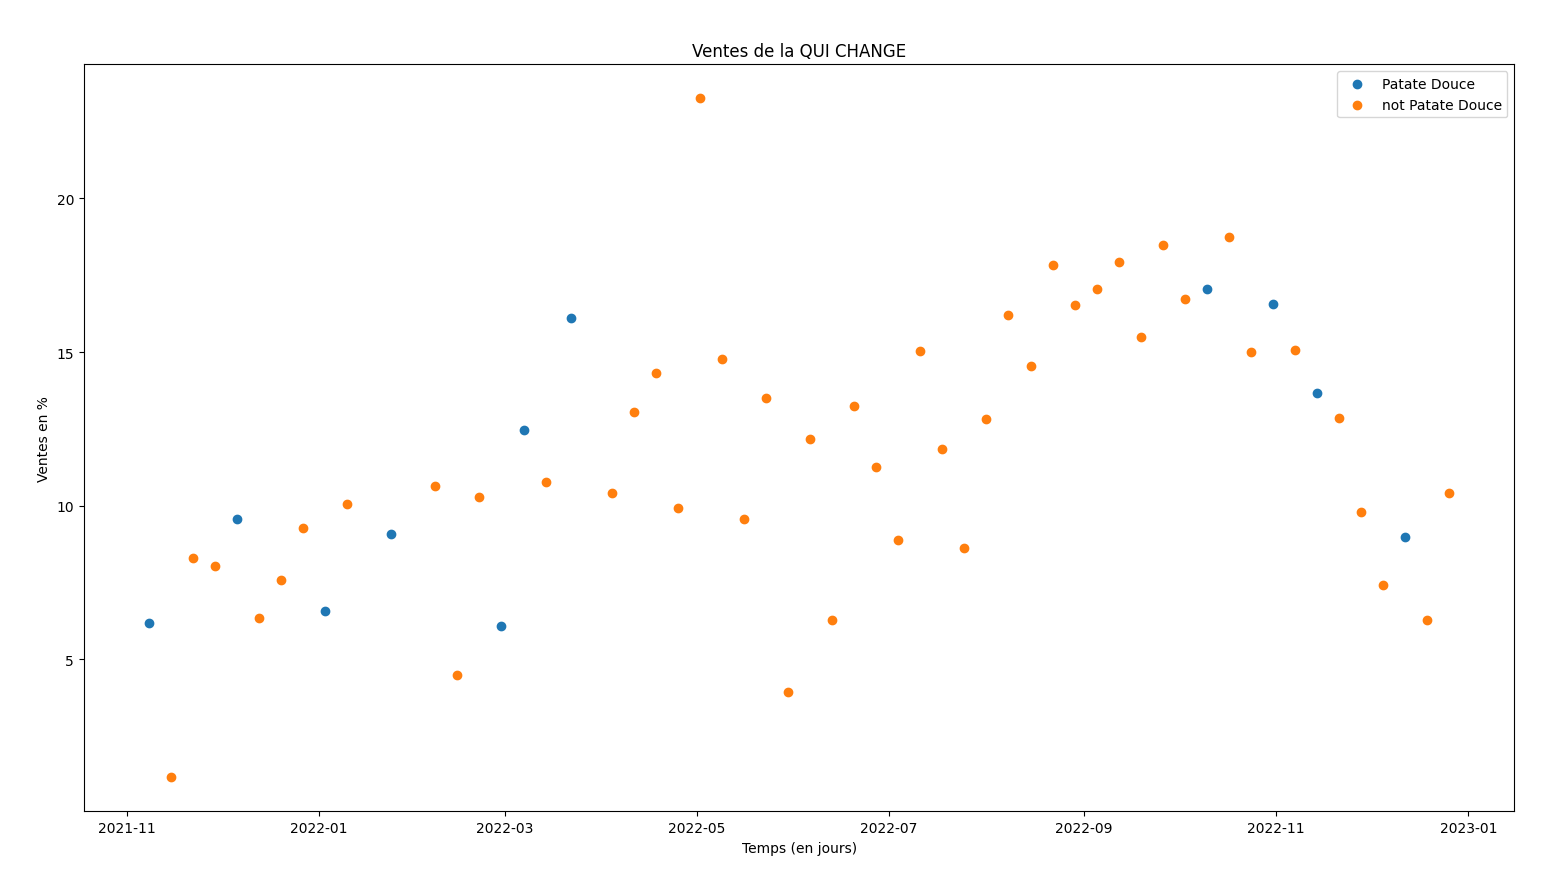 Ventes de la QUI CHANGE
Patate Douce
not Patate Douce
Ventes en %
20
15
10
5
2021-11 2022-01 2022-03 2022-05 2022-07 2022-09 2022-11 2023-01
Temps (en jours)